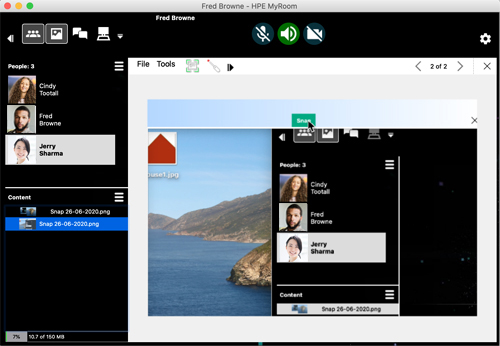 Fred Browne - HPE MyRoom
Fred Browne
People: 3
Cindy
Tootall
Fred
Browne
Jerry
Sharma
Content
Snap 26-06-2020.png
Snap 26-06-2020.png
7%
10.7 of 150 MB
File Tools
2 of 2
Snap
use1.jpg
People: 3
Cindy
Tootall
Fred
Browne
Jerry
Sharma
Content
Snap 26-06-2020.png